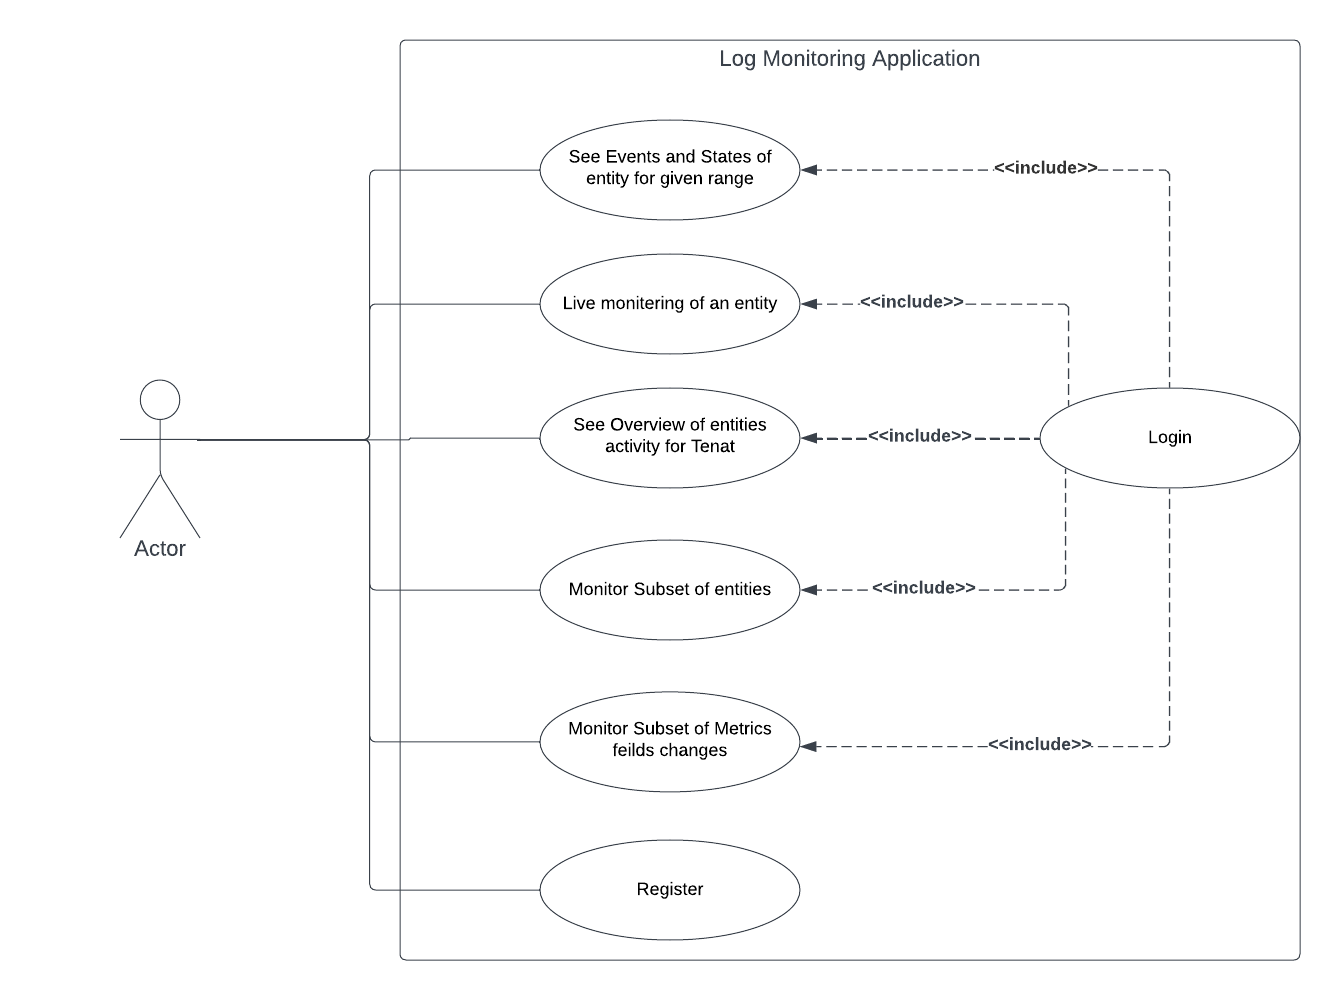 Log Monitoring Application
See Events and States of
entity for given range
<<include>>
Live monitering of an entity
<<include>>
See Overview of entities
activity for Tenat
<<include>>
Login
Actor
Monitor Subset of entities
<<include>>
Monitor Subset of Metrics
feilds changes
<<include>>
Register